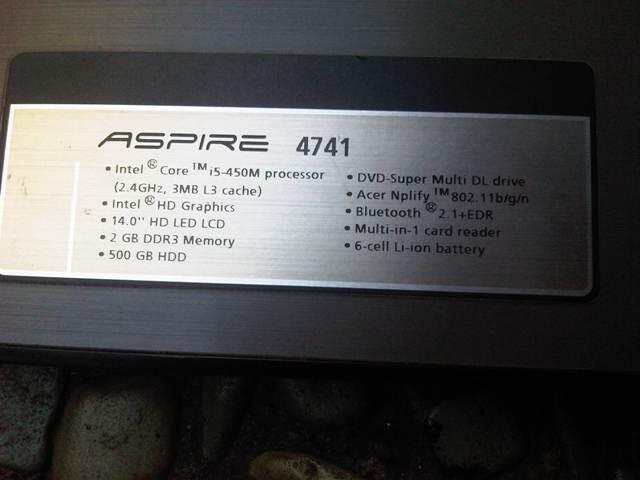 ASPIRE 4741
• Intel® Core™ i5-450M processor
(2.4GHz, 3MB L3 cache)
• Intel® HD Graphics
• 14.0" HD LED LCD
• 2 GB DDR3 Memory
• 500 GB HDD
• DVD-Super Multi DL drive
• Acer Nplify™ 802.11b/g/n
• Bluetooth® 2.1+EDR
• Multi-in-1 card reader
• 6-cell Li-ion battery